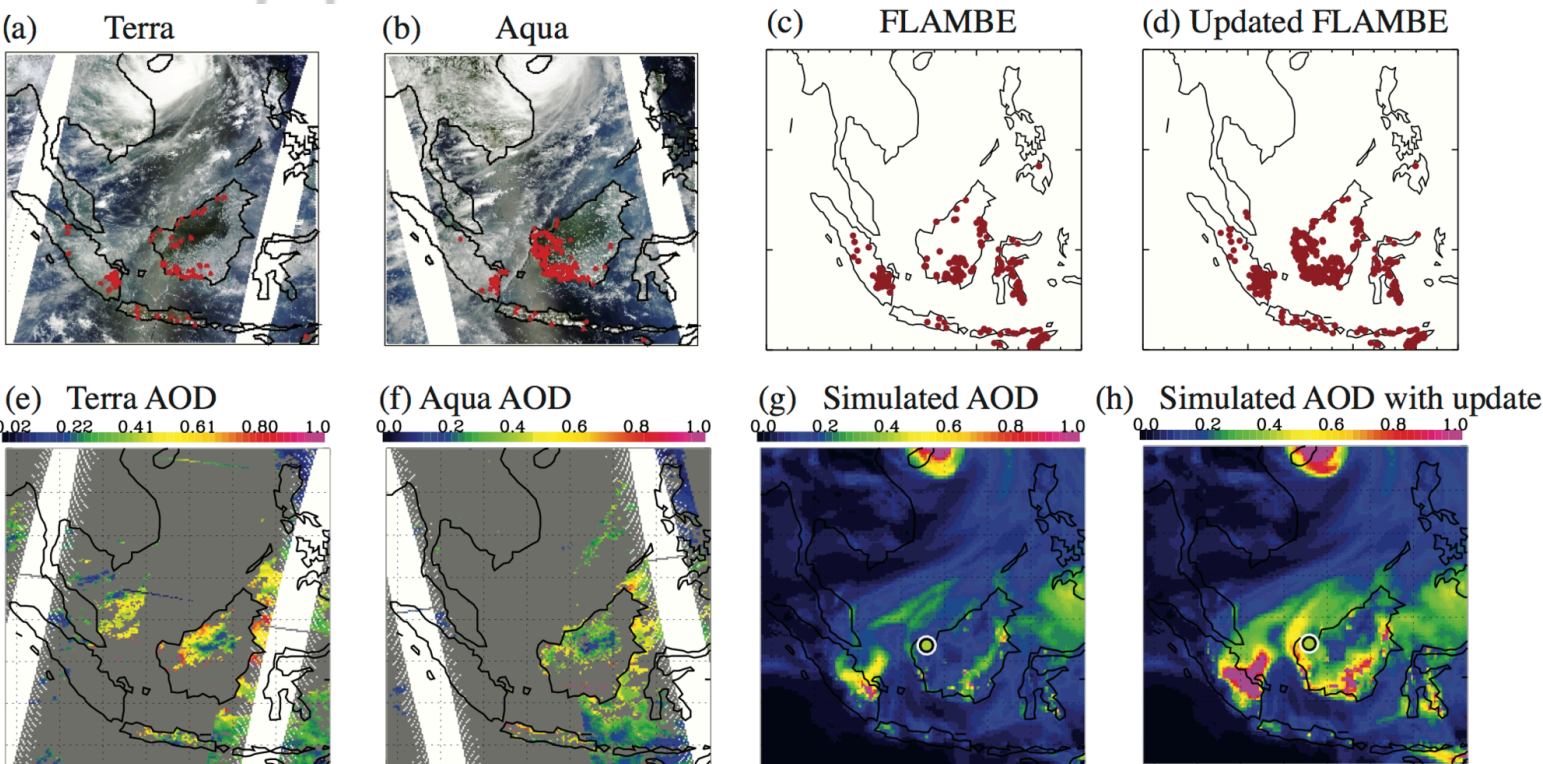 (a) Terra
(b) Aqua
(c) FLAMBE
(d) Updated FLAMBE
(e) Terra AOD
(f) Aqua AOD
(g) Simulated AOD
(h) Simulated AOD with update
0.02 0.22 0.41 0.61 0.80 1.0
0.0 0.2 0.4 0.6 0.8 1.0
0.0 0.2 0.4 0.6 0.8 1.0
0.0 0.2 0.4 0.6 0.8 1.0